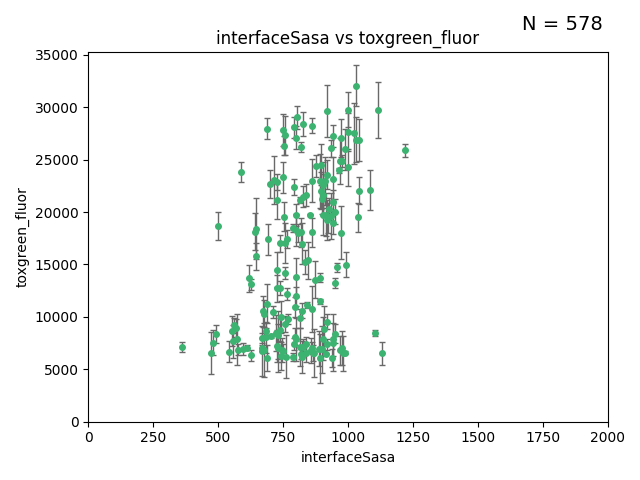 N = 578
interfaceSasa vs toxgreen_fluor
35000
30000
25000
20000
15000
10000
5000
0
toxgreen_fluor
0 250 500 750 1000 1250 1500 1750 2000
interfaceSasa